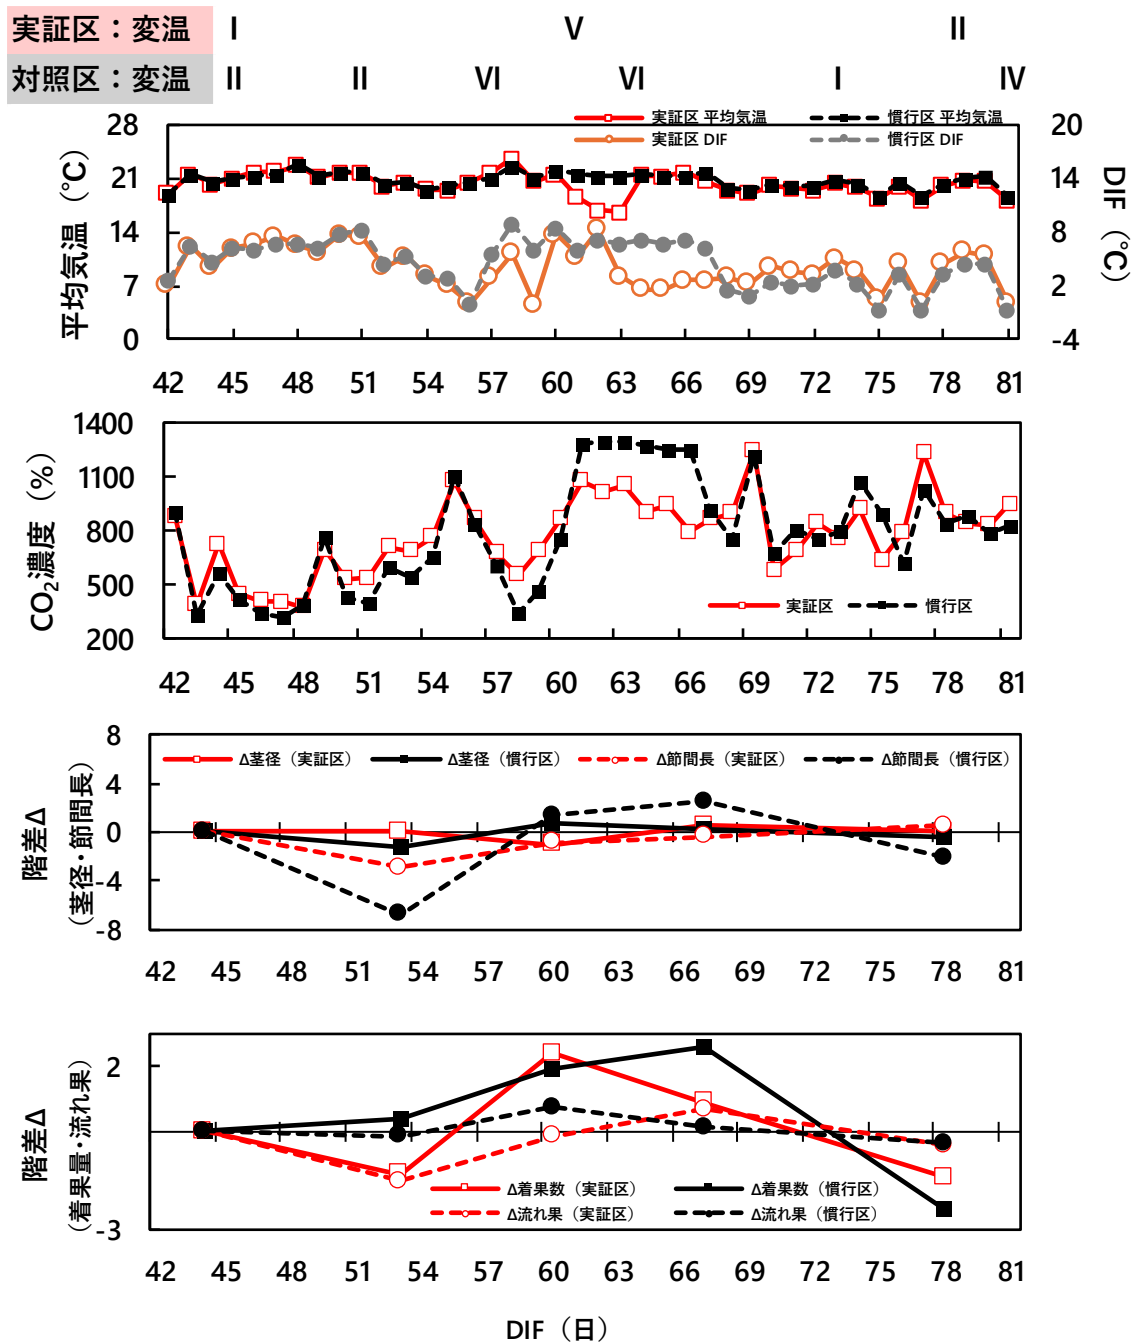 実証区：変温 I V II
対照区：変温 II II VI VI I IV
実証区 平均気温 慣行区 平均気温
実証区 DIF 慣行区 DIF
28 20
21 14
14 8
7 2
0 -4
平均気温（℃）
DIF（℃）
42 45 48 51 54 57 60 63 66 69 72 75 78 81
1400
1100
800
500
200
CO₂濃度（%）
実証区 慣行区
42 45 48 51 54 57 60 63 66 69 72 75 78 81
8
4
0
-4
-8
階差Δ
（茎径・節間長）
Δ茎径（実証区） Δ茎径（慣行区） Δ節間長（実証区） Δ節間長（慣行区）
42 45 48 51 54 57 60 63 66 69 72 75 78 81
2
-3
階差Δ
（着果量・流れ果）
Δ着果数（実証区） Δ着果数（慣行区）
Δ流れ果（実証区） Δ流れ果（慣行区）
42 45 48 51 54 57 60 63 66 69 72 75 78 81
DIF（日）